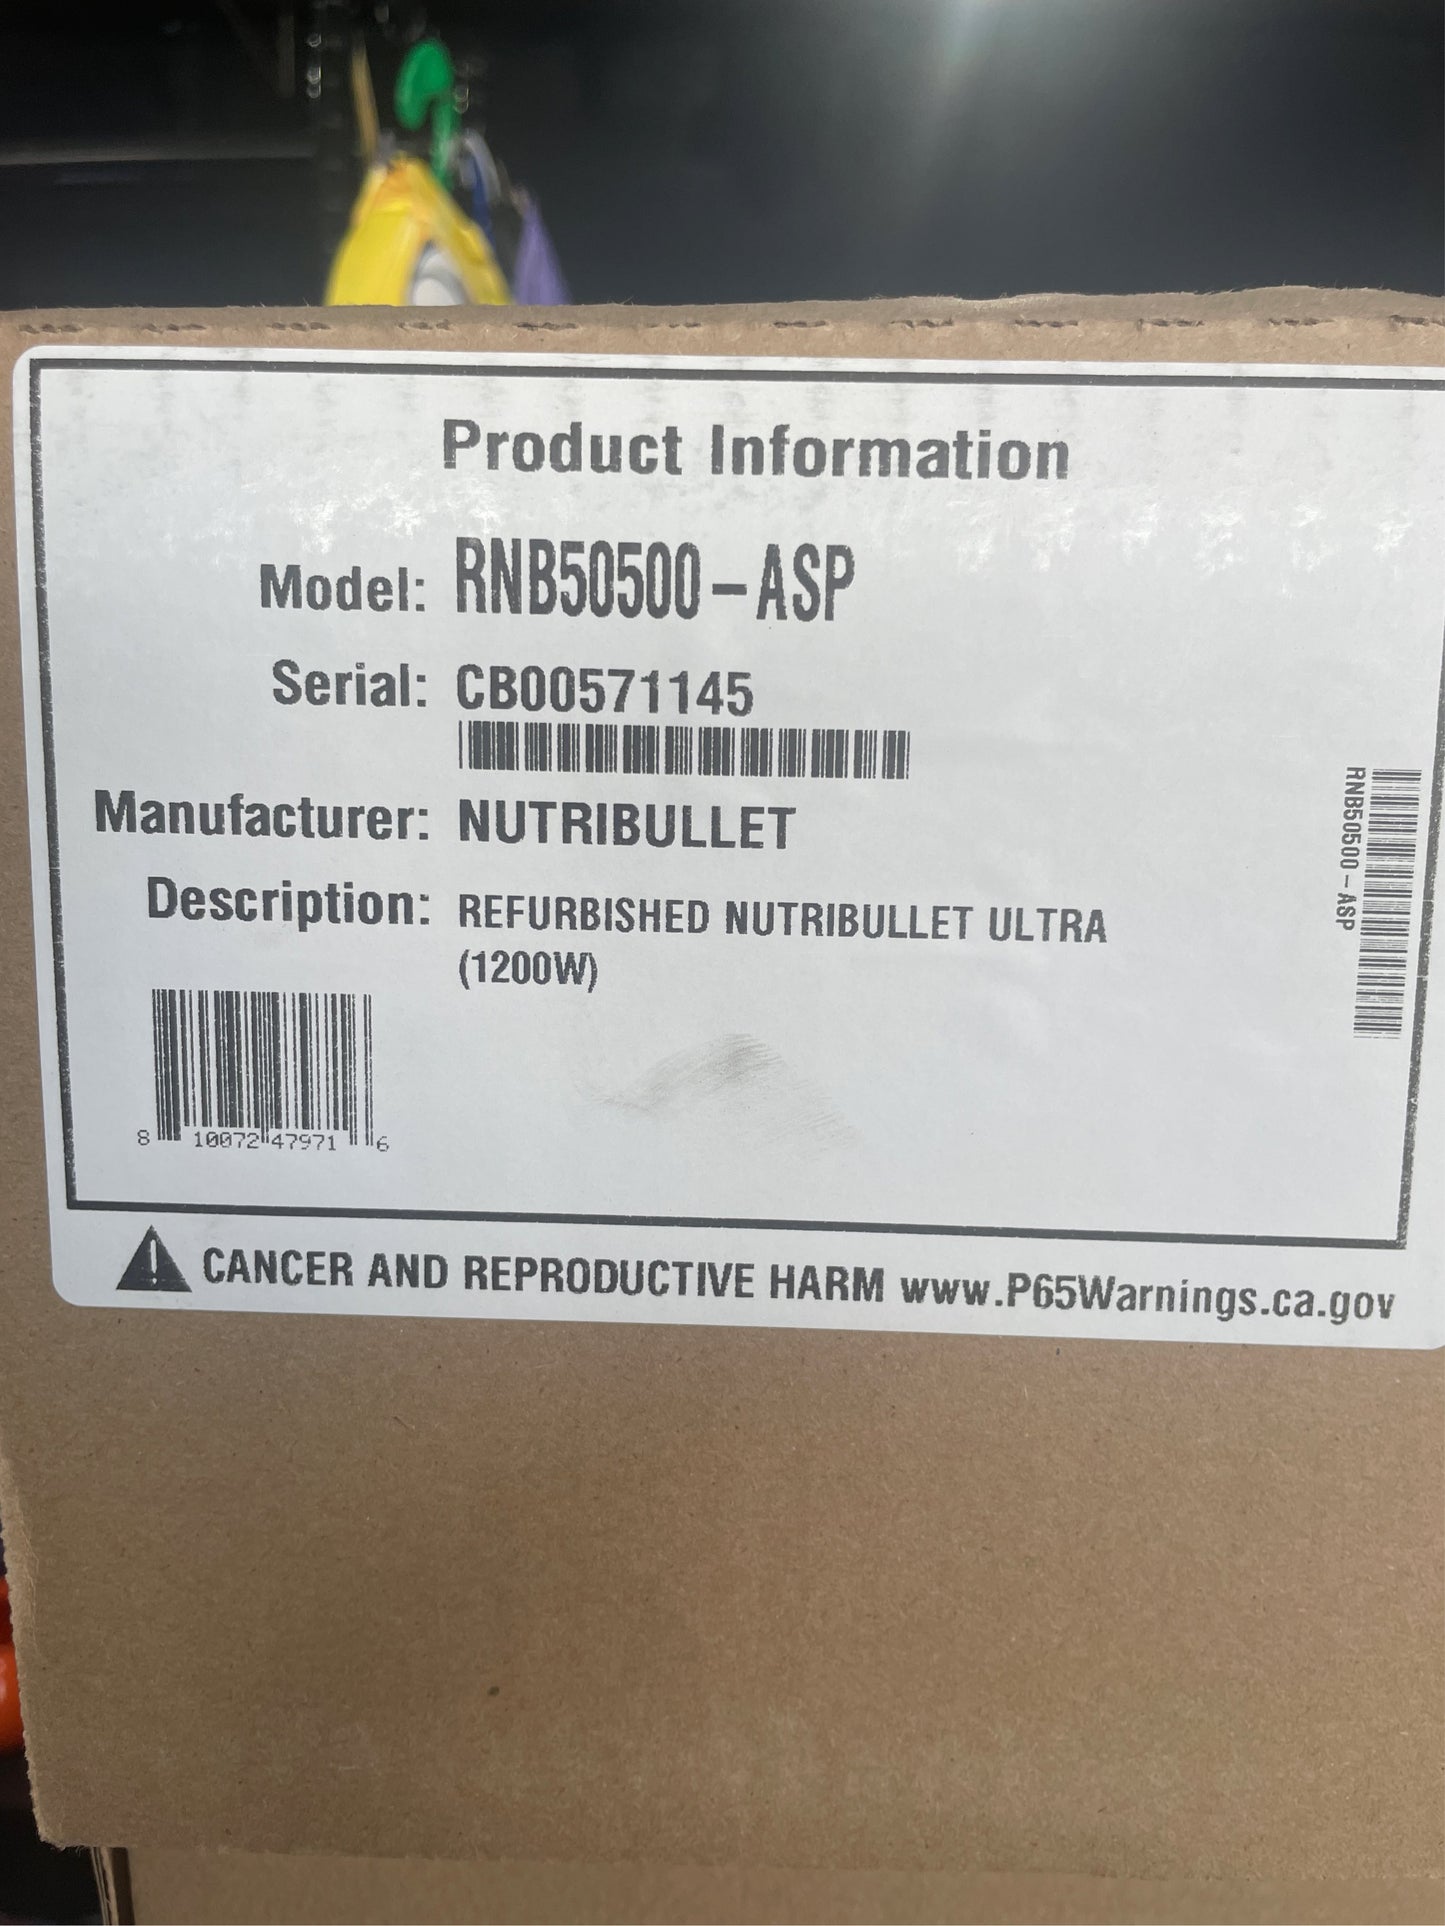 Product Information
Model: RNB50500-ASP
Serial: CB00571145
Manufacturer: NUTRIBULLET
Description: REFURBISHED NUTRIBULLET ULTRA
(1200W)
RNB50500-ASP
8 10072 47971 6
CANCER AND REPRODUCTIVE HARM www.P65Warnings.ca.gov